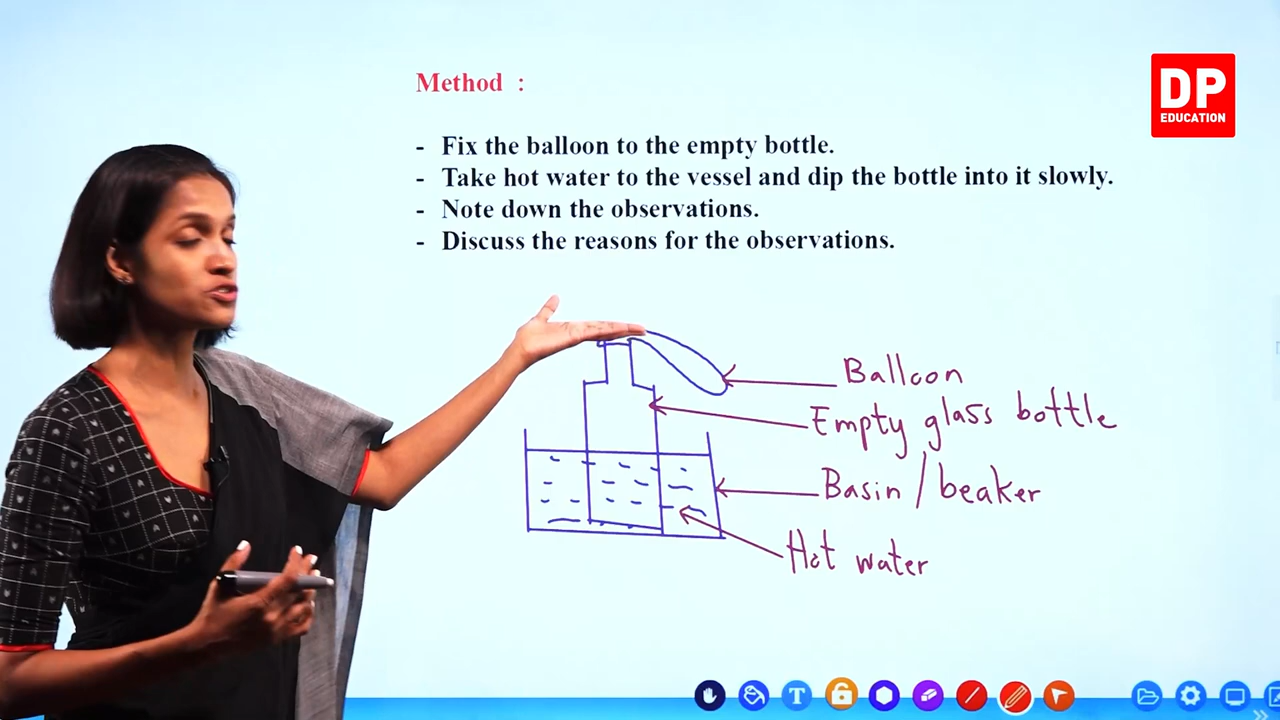 Method :
- Fix the balloon to the empty bottle.
- Take hot water to the vessel and dip the bottle into it slowly.
- Note down the observations.
- Discuss the reasons for the observations.
DP
EDUCATION
Balloon
Empty glass bottle
Basin / beaker
Hot water
T